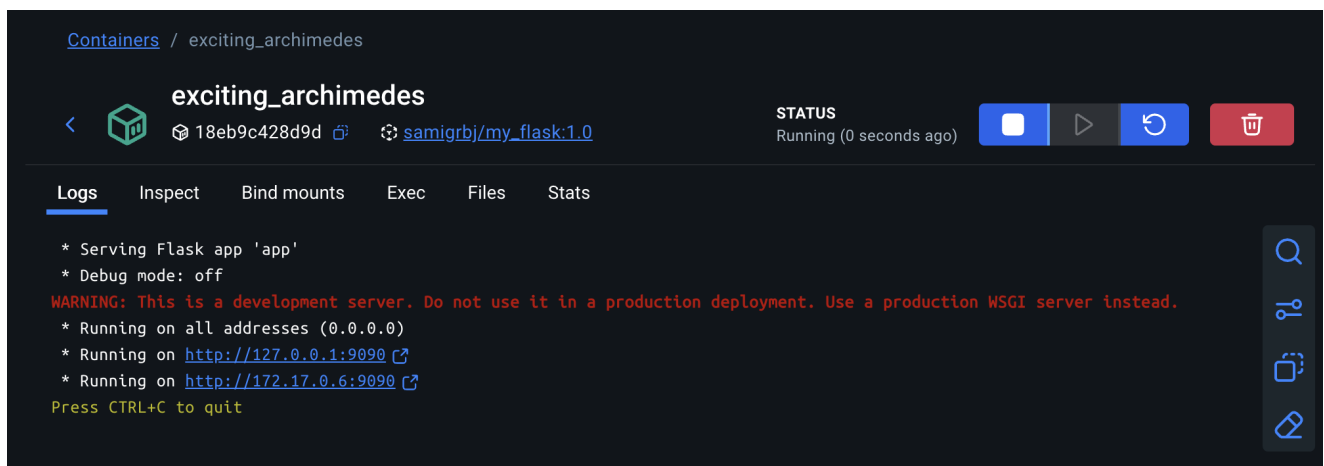 Containers / exciting_archimedes
exciting_archimedes
18eb9c428d9d samigrbj/my_flask:1.0
STATUS
Running (0 seconds ago)
Logs Inspect Bind mounts Exec Files Stats
* Serving Flask app 'app'
* Debug mode: off
WARNING: This is a development server. Do not use it in a production deployment. Use a production WSGI server instead.
* Running on all addresses (0.0.0.0)
* Running on http://127.0.0.1:9090
* Running on http://172.17.0.6:9090
Press CTRL+C to quit